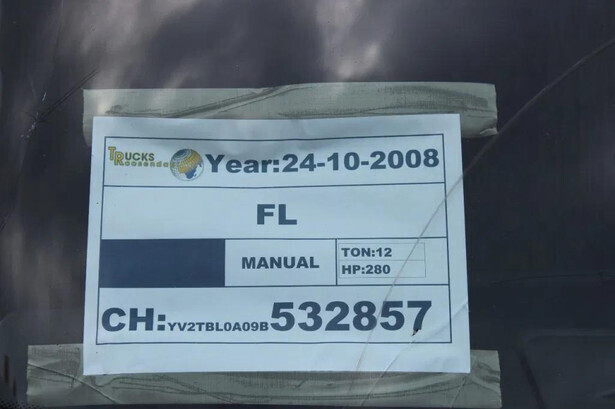 TRUCKS
Roosendaal
Year:24-10-2008
FL
MANUAL
TON:12
HP:280
CH:YV2TBL0A09B532857